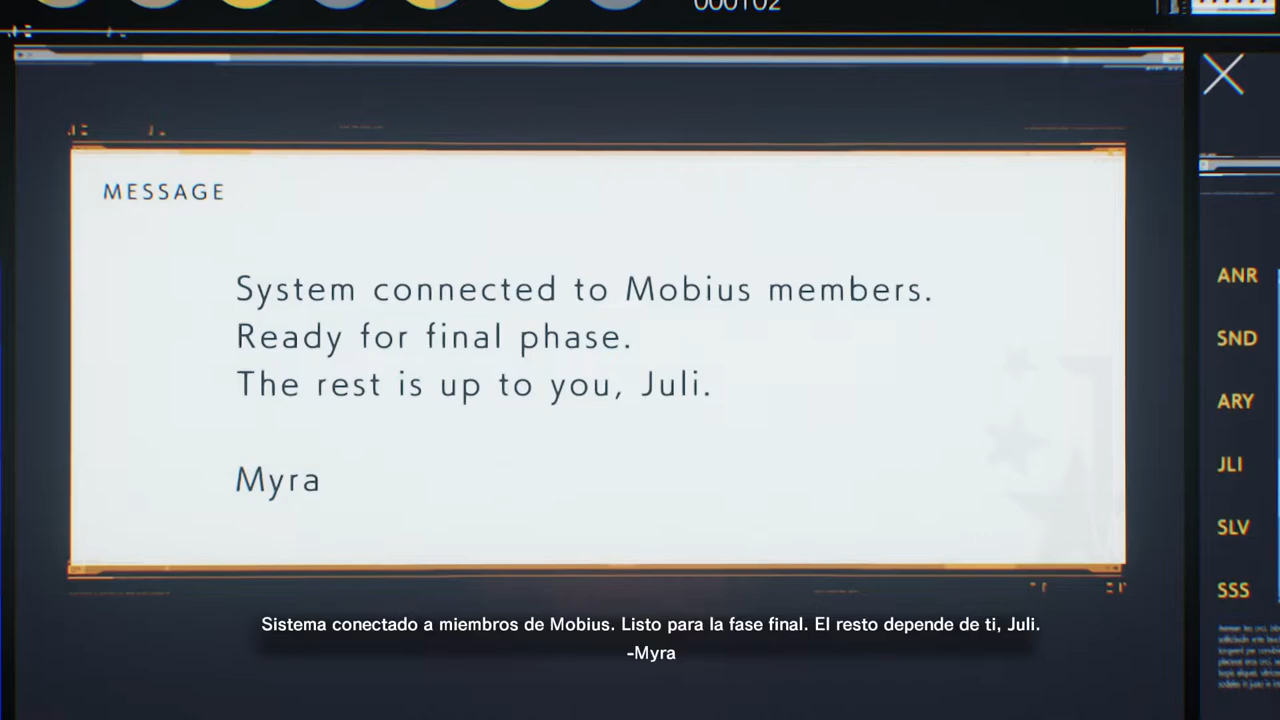 000102
MESSAGE
System connected to Mobius members.
Ready for final phase.
The rest is up to you, Juli.
Myra
ANR
SND
ARY
JLI
SLV
SSS
Sistema conectado a miembros de Mobius. Listo para la fase final. El resto depende de ti, Juli.
-Myra